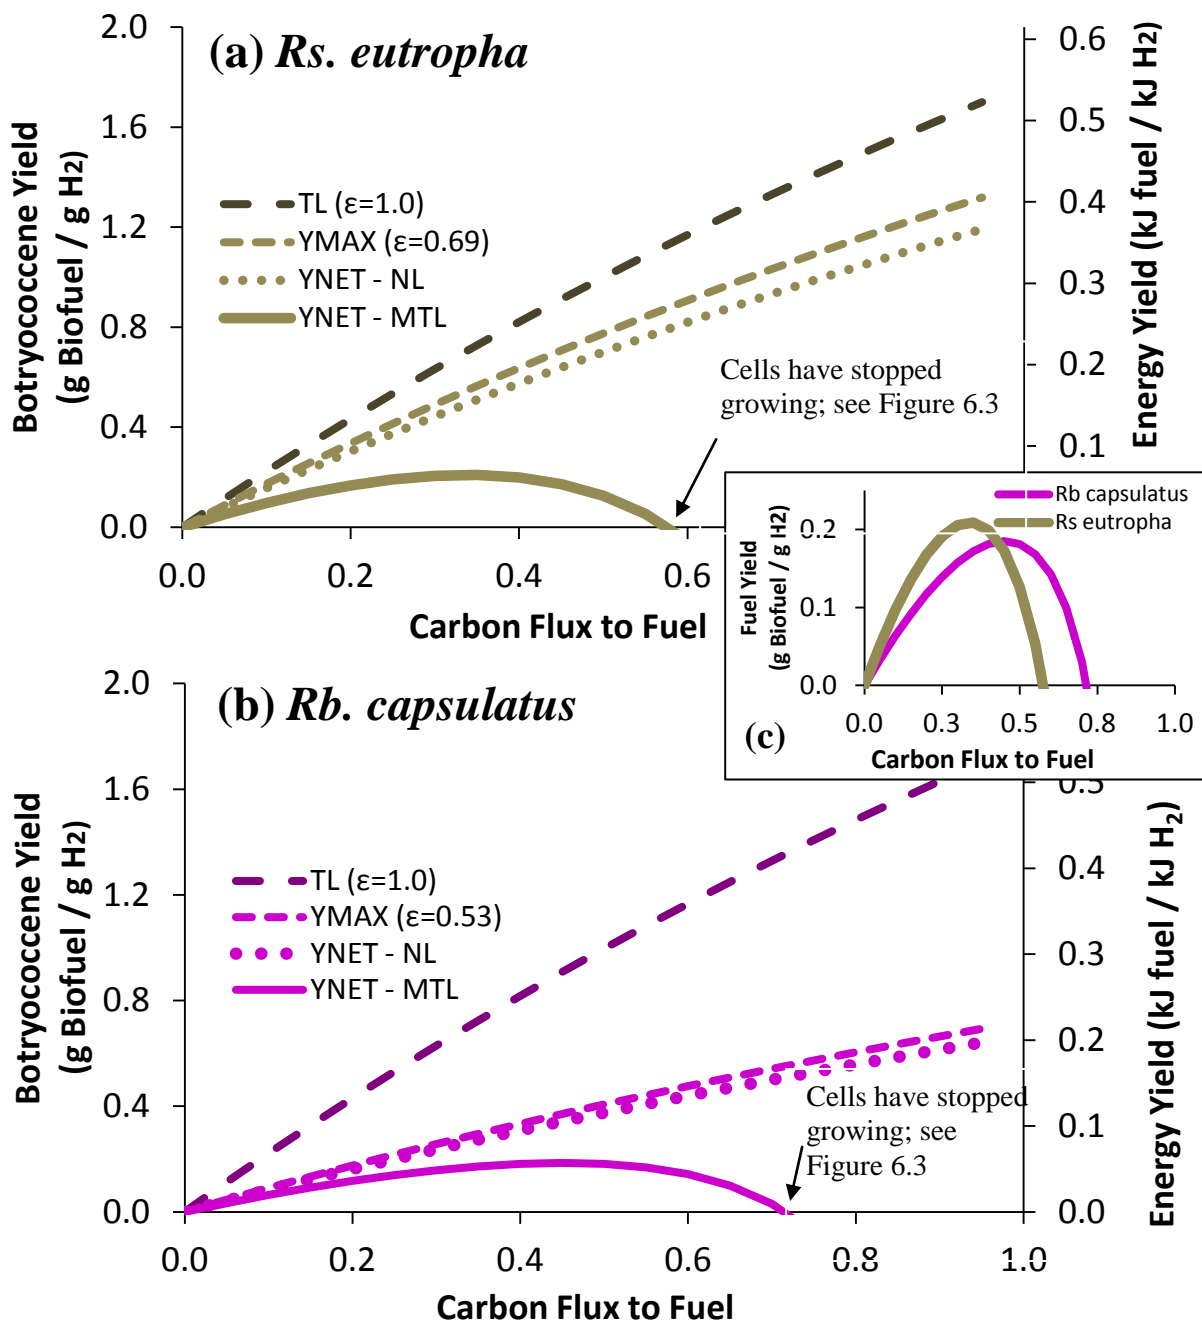 (a) Rs. eutropha
Botryococcene Yield
(g Biofuel / g H2)
2.0
1.6
1.2
0.8
0.4
0.0
TL (ε=1.0)
YMAX (ε=0.69)
YNET - NL
YNET - MTL
Cells have stopped
growing; see Figure 6.3
0.6
0.5
0.4
0.3
0.2
0.1
Energy Yield (kJ fuel / kJ H2)
0.0 0.2 0.4 0.6
Carbon Flux to Fuel
Rb capsulatus
Rs eutropha
Fuel Yield
(g Biofuel / g H2)
0.2
0.1
0.0
0.0 0.3 0.5 0.8 1.0
(c)
Carbon Flux to Fuel
(b) Rb. capsulatus
Botryococcene Yield
(g Biofuel / g H2)
2.0
1.6
1.2
0.8
0.4
0.0
TL (ε=1.0)
YMAX (ε=0.53)
YNET - NL
YNET - MTL
Cells have stopped
growing; see
Figure 6.3
0.5
0.4
0.3
0.2
0.1
0.0
Energy Yield (kJ fuel / kJ H2)
0.0 0.2 0.4 0.6 0.8 1.0
Carbon Flux to Fuel